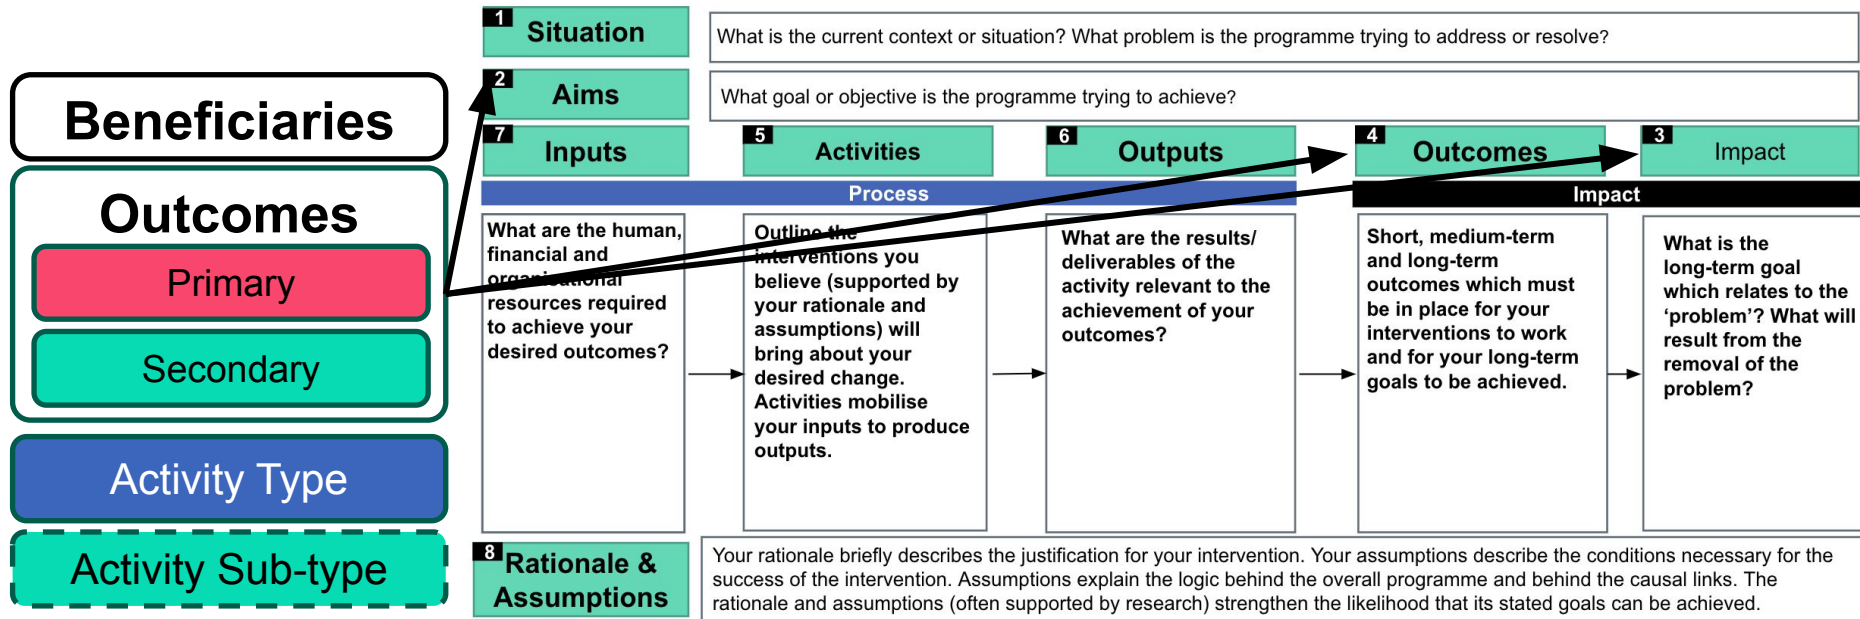 Beneficiaries
Outcomes
Primary
Secondary
Activity Type
Activity Sub-type
1
Situation
What is the current context or situation? What problem is the programme trying to address or resolve?
2
Aims
What goal or objective is the programme trying to achieve?
7
Inputs
5
Activities
6
Outputs
4
Outcomes
3
Impact
Process
Impact
What are the human,
financial and
organisational
resources required
to achieve your
desired outcomes?
Outline the
interventions you
believe (supported by
your rationale and
assumptions) will
bring about your
desired change.
Activities mobilise
your inputs to produce
outputs.
What are the results/
deliverables of the
activity relevant to the
achievement of your
outcomes?
Short, medium-term
and long-term
outcomes which must
be in place for your
interventions to work
and for your long-term
goals to be achieved.
What is the
long-term goal
which relates to the
‘problem’? What will
result from the
removal of the
problem?
8
Rationale &
Assumptions
Your rationale briefly describes the justification for your intervention. Your assumptions describe the conditions necessary for the
success of the intervention. Assumptions explain the logic behind the overall programme and behind the causal links. The
rationale and assumptions (often supported by research) strengthen the likelihood that its stated goals can be achieved.